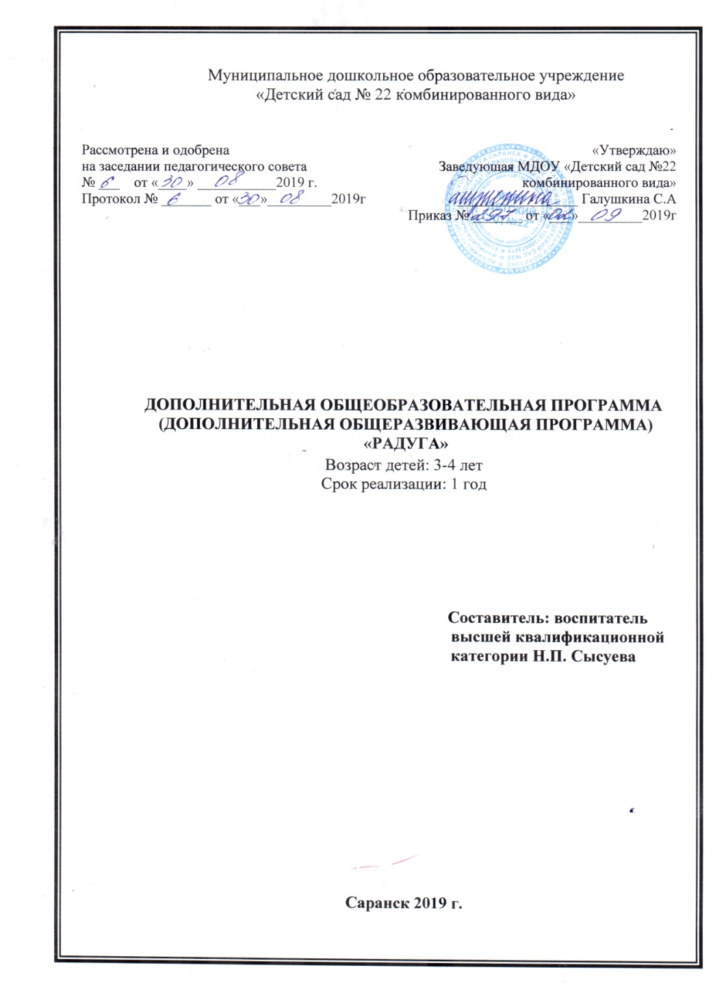 Муниципальное дошкольное образовательное учреждение
«Детский сад № 22 комбинированного вида»
Рассмотрена и одобрена
на заседании педагогического совета
№ 6 от «30» 08 2019 г.
Протокол № 6 от «30» 08 2019г
«Утверждаю»
Заведующая МДОУ «Детский сад №22
комбинированного вида»
Галушкина С.А
Приказ № 297 от «02» 09 2019г
ДОПОЛНИТЕЛЬНАЯ ОБЩЕОБРАЗОВАТЕЛЬНАЯ ПРОГРАММА
(ДОПОЛНИТЕЛЬНАЯ ОБЩЕРАЗВИВАЮЩАЯ ПРОГРАММА)
«РАДУГА»
Возраст детей: 3-4 лет
Срок реализации: 1 год
Составитель: воспитатель
высшей квалификационной
категории Н.П. Сысуева
Саранск 2019 г.